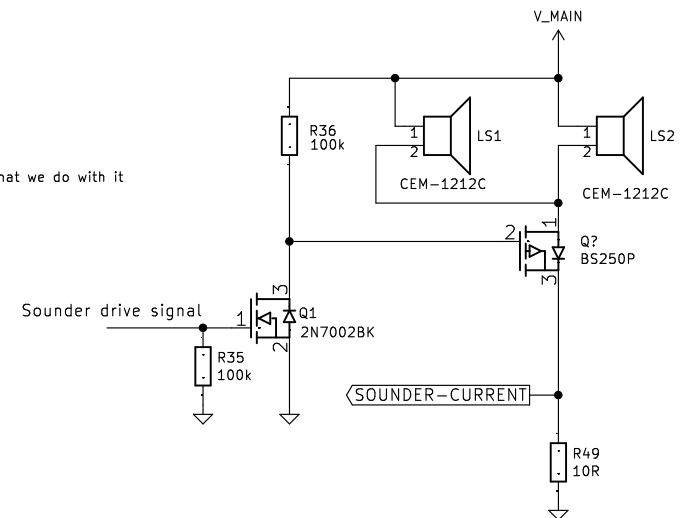 V_MAIN
R36
100k
1
2
LS1
CEM-1212C
1
2
LS2
CEM-1212C
hat we do with it
2
1
3
Q?
BS250P
Sounder drive signal
1
3
2
Q1
2N7002BK
R35
100k
SOUNDER-CURRENT
R49
10R